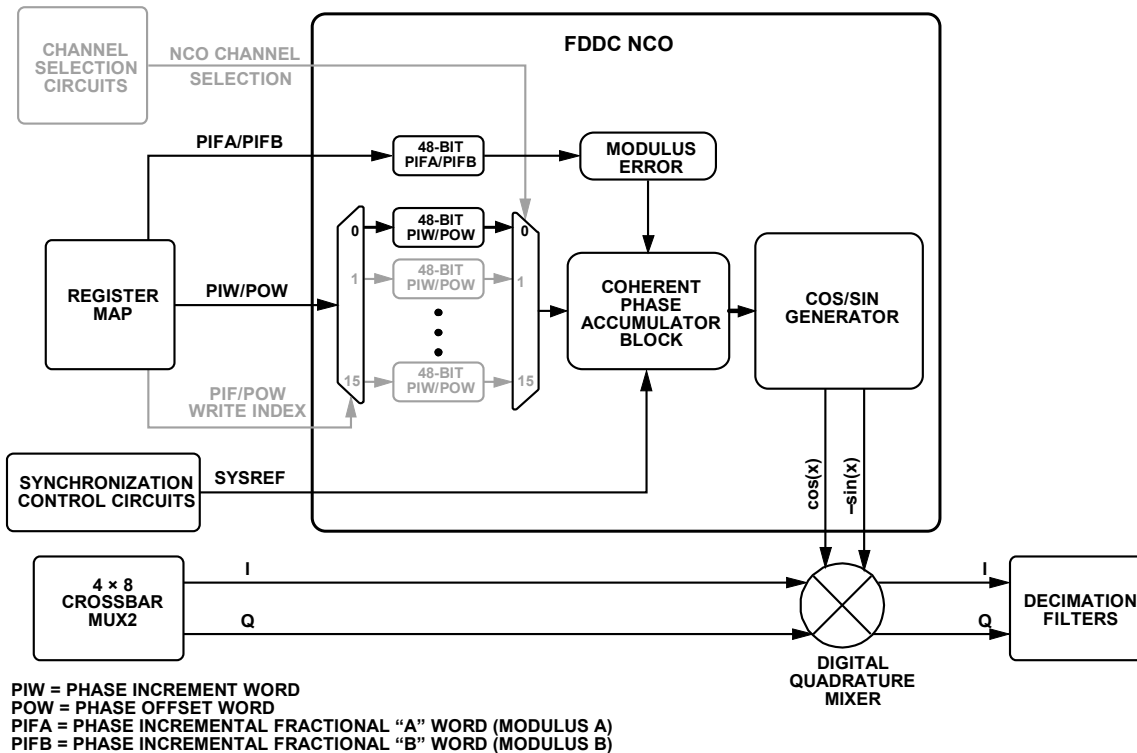 FDDC NCO
CHANNEL
SELECTION
CIRCUITS
NCO CHANNEL
SELECTION
PIFA/PIFB
48-BIT
PIFA/PIFB
MODULUS
ERROR
REGISTER
MAP
PIW/POW
PIF/POW
WRITE INDEX
0
1
15
48-BIT
PIW/POW
48-BIT
PIW/POW
48-BIT
PIW/POW
0
1
15
COHERENT
PHASE
ACCUMULATOR
BLOCK
COS/SIN
GENERATOR
SYNCHRONIZATION
CONTROL CIRCUITS
SYSREF
cos(x)
–sin(x)
4 × 8
CROSSBAR
MUX2
I
Q
DIGITAL
QUADRATURE
MIXER
I
Q
DECIMATION
FILTERS
PIW = PHASE INCREMENT WORD
POW = PHASE OFFSET WORD
PIFA = PHASE INCREMENTAL FRACTIONAL “A” WORD (MODULUS A)
PIFB = PHASE INCREMENTAL FRACTIONAL “B” WORD (MODULUS B)